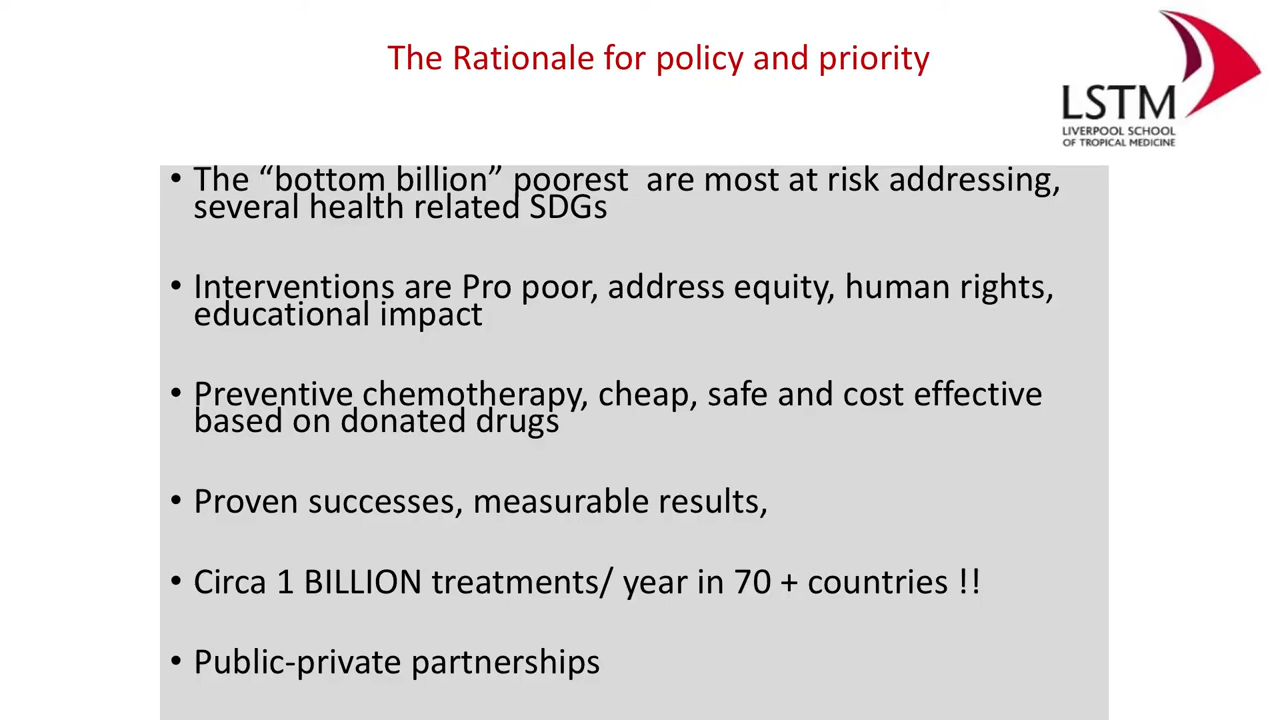 The Rationale for policy and priority
LSTM
LIVERPOOL SCHOOL
OF TROPICAL MEDICINE
• The “bottom billion” poorest  are most at risk addressing,
several health related SDGs
• Interventions are Pro poor, address equity, human rights,
educational impact
• Preventive chemotherapy, cheap, safe and cost effective
based on donated drugs
• Proven successes, measurable results,
• Circa 1 BILLION treatments/ year in 70 + countries !!
• Public-private partnerships